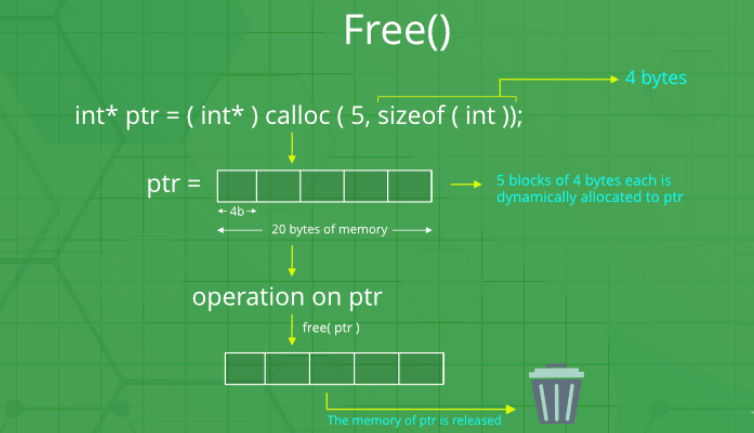 Free()
4 bytes
int* ptr = ( int* ) calloc ( 5, sizeof ( int ));
ptr =
5 blocks of 4 bytes each is
dynamically allocated to ptr
4b
20 bytes of memory
operation on ptr
free( ptr )
The memory of ptr is released